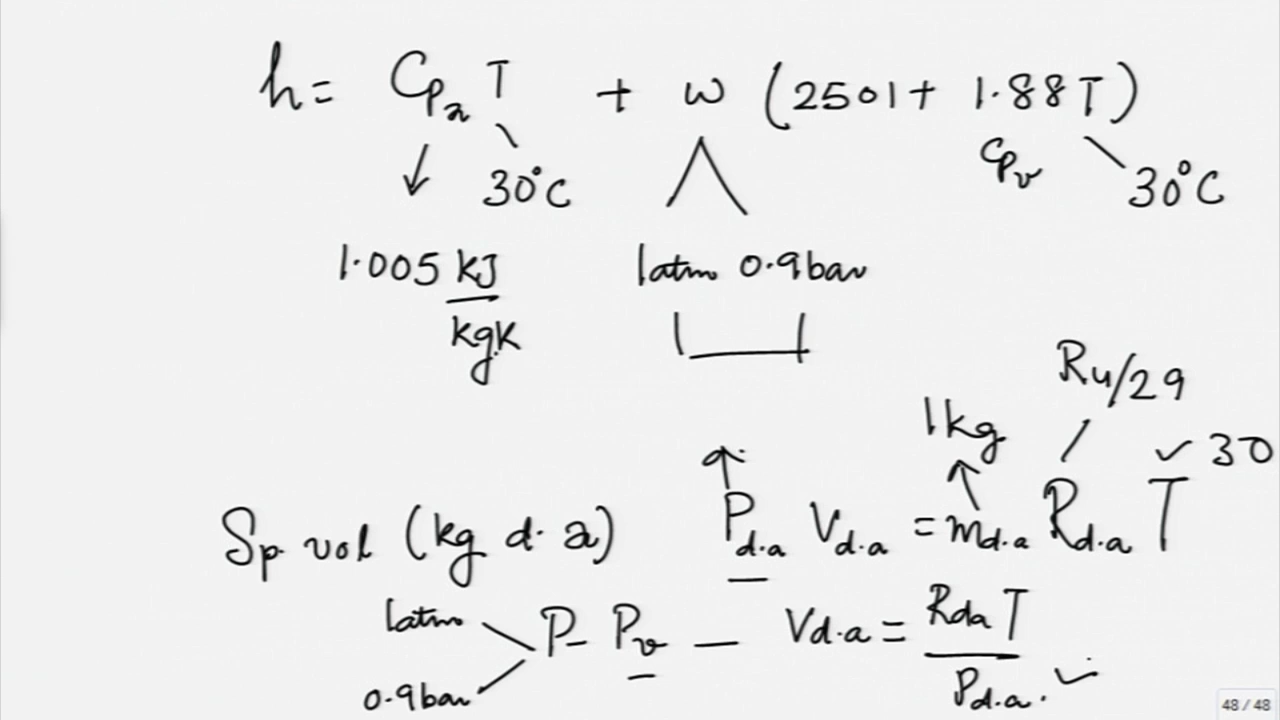 h = Cpa T + w (2501 + 1.88T)
Cpv
30°C 30°C
1.005 kJ/kgK 1atm 0.9bar
Ru/29
1kg
30
Sp vol (kg d.a) Pd.a Vd.a = md.a Rd.a T
1atm P - Pv — Vd.a = Rda T / Pd.a.
0.9bar
48 / 48